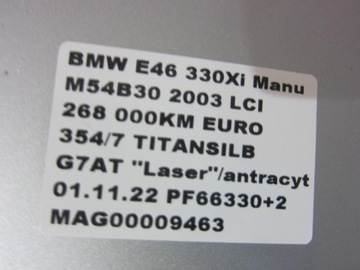 BMW E46 330Xi Manu
M54B30 2003 LCI
268 000KM EURO
354/7 TITANSILB
G7AT "Laser"/antracyt
01.11.22 PF66330+2
MAG00009463